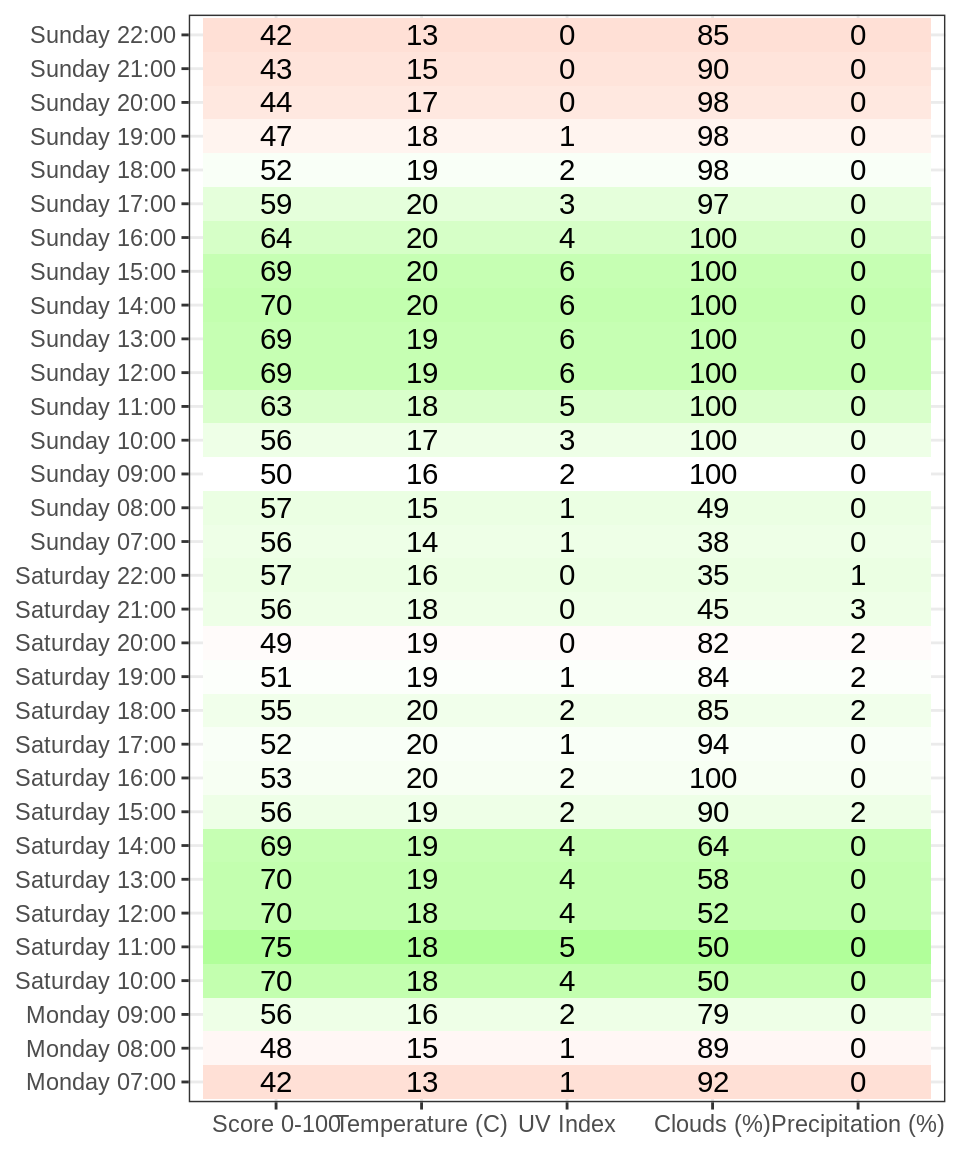 Sunday 22:00 42 13 0 85 0
Sunday 21:00 43 15 0 90 0
Sunday 20:00 44 17 0 98 0
Sunday 19:00 47 18 1 98 0
Sunday 18:00 52 19 2 98 0
Sunday 17:00 59 20 3 97 0
Sunday 16:00 64 20 4 100 0
Sunday 15:00 69 20 6 100 0
Sunday 14:00 70 20 6 100 0
Sunday 13:00 69 19 6 100 0
Sunday 12:00 69 19 6 100 0
Sunday 11:00 63 18 5 100 0
Sunday 10:00 56 17 3 100 0
Sunday 09:00 50 16 2 100 0
Sunday 08:00 57 15 1 49 0
Sunday 07:00 56 14 1 38 0
Saturday 22:00 57 16 0 35 1
Saturday 21:00 56 18 0 45 3
Saturday 20:00 49 19 0 82 2
Saturday 19:00 51 19 1 84 2
Saturday 18:00 55 20 2 85 2
Saturday 17:00 52 20 1 94 0
Saturday 16:00 53 20 2 100 0
Saturday 15:00 56 19 2 90 2
Saturday 14:00 69 19 4 64 0
Saturday 13:00 70 19 4 58 0
Saturday 12:00 70 18 4 52 0
Saturday 11:00 75 18 5 50 0
Saturday 10:00 70 18 4 50 0
Monday 09:00 56 16 2 79 0
Monday 08:00 48 15 1 89 0
Monday 07:00 42 13 1 92 0
Score 0-100 Temperature (C) UV Index Clouds (%) Precipitation (%)